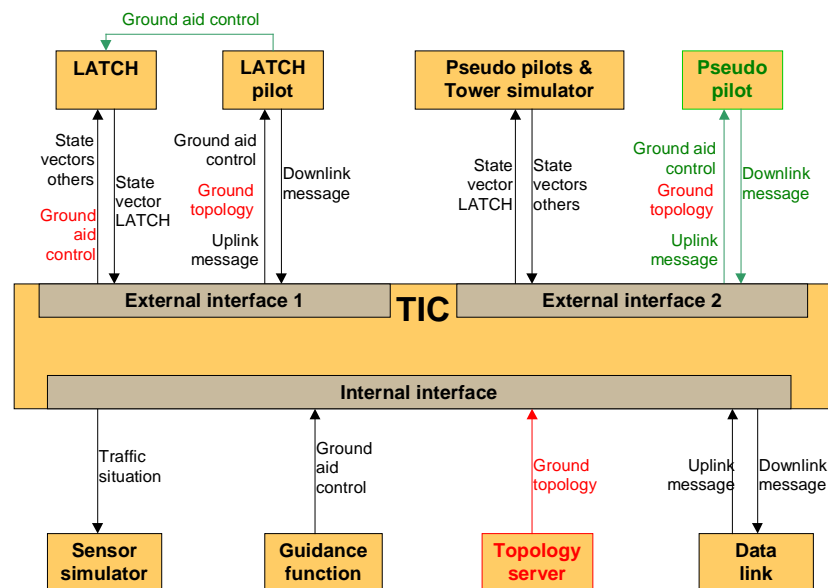 Ground aid control
LATCH
LATCH
pilot
Pseudo pilots &
Tower simulator
Pseudo
pilot
State
vectors
others
Ground
aid
control
State
vector
LATCH
Ground aid
control
Ground
topology
Uplink
message
Downlink
message
State
vector
LATCH
State
vectors
others
Ground aid
control
Ground
topology
Uplink
message
Downlink
message
External interface 1
TIC
External interface 2
Internal interface
Traffic
situation
Ground
aid
control
Ground
topology
Uplink
message
Downlink
message
Sensor
simulator
Guidance
function
Topology
server
Data
link